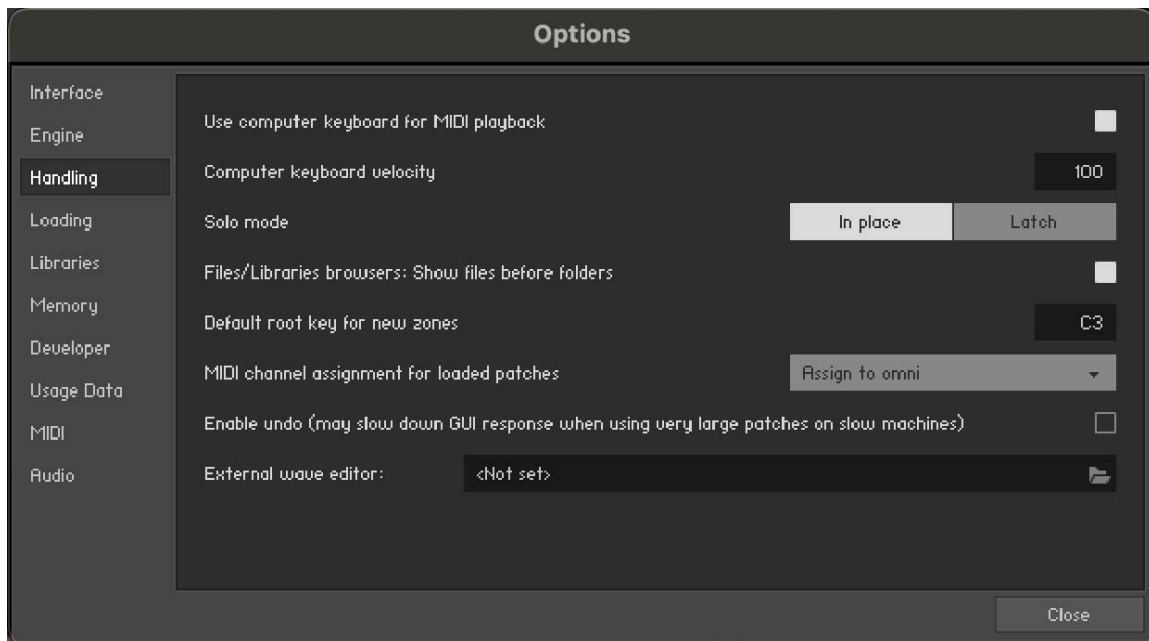 Options
Interface
Engine
Handling
Loading
Libraries
Memory
Developer
Usage Data
MIDI
Audio
Use computer keyboard for MIDI playback
Computer keyboard velocity 100
Solo mode In place Latch
Files/Libraries browsers: Show files before folders
Default root key for new zones C3
MIDI channel assignment for loaded patches Assign to omni
Enable undo (may slow down GUI response when using very large patches on slow machines)
External wave editor: <Not set>
Close